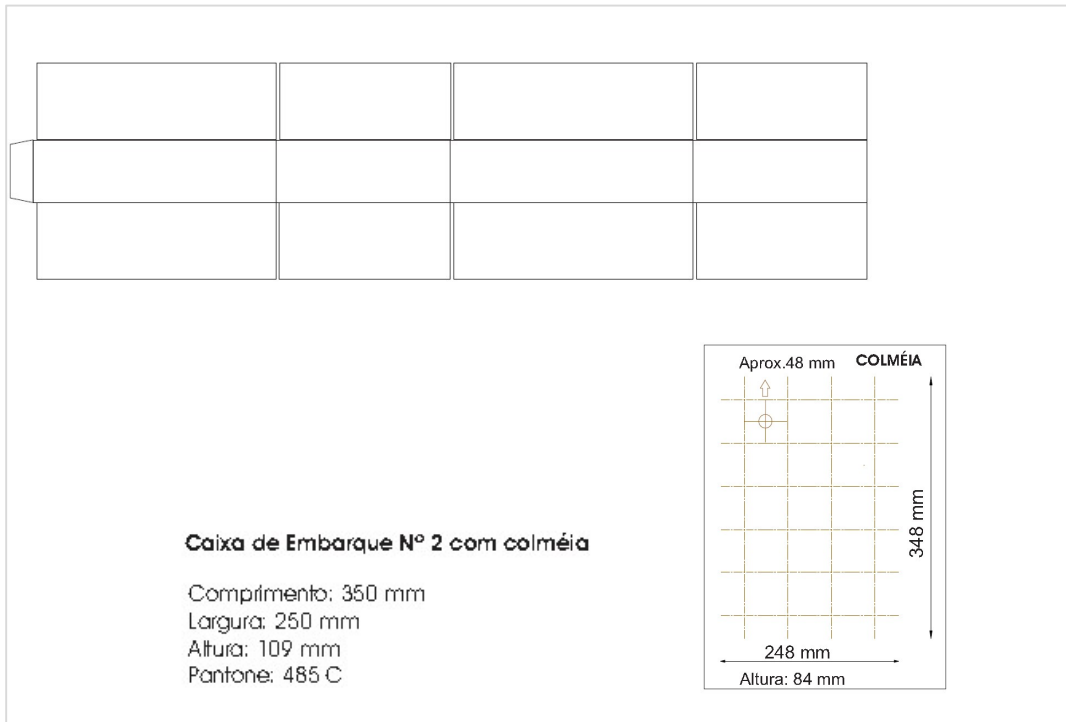 Aprox.48 mm COLMÉIA
348 mm
248 mm
Altura: 84 mm
Caixa de Embarque Nº 2 com colméia
Comprimento: 350 mm
Largura: 250 mm
Altura: 109 mm
Pantone: 485 C